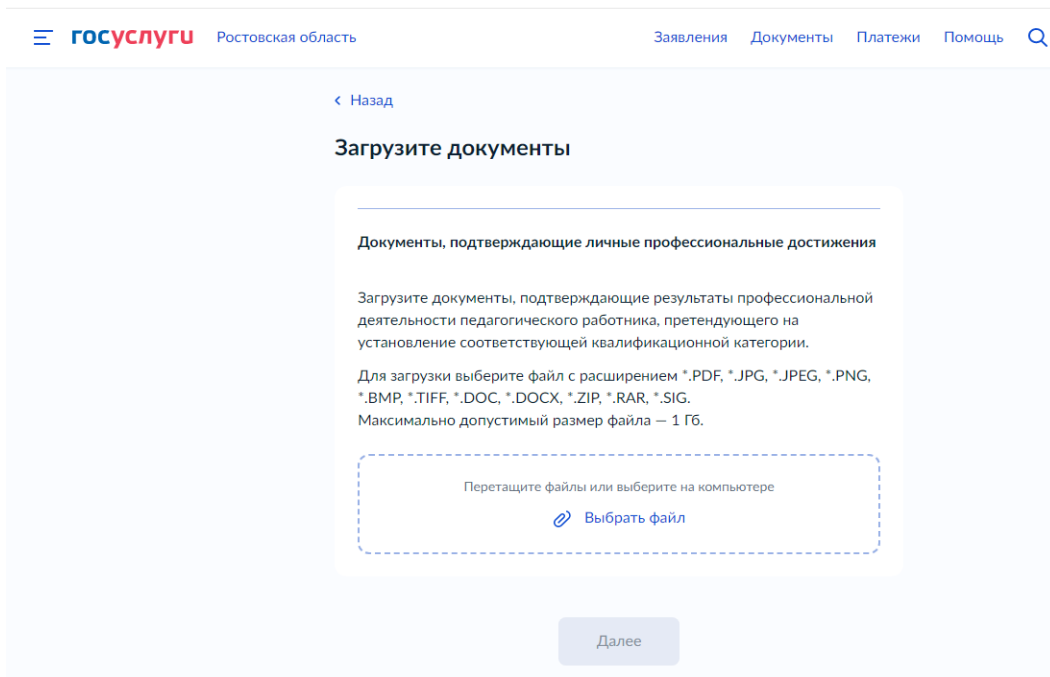 госуслуги Ростовская область Заявления Документы Платежи Помощь
Назад
Загрузите документы
Документы, подтверждающие личные профессиональные достижения
Загрузите документы, подтверждающие результаты профессиональной
деятельности педагогического работника, претендующего на
установление соответствующей квалификационной категории.
Для загрузки выберите файл с расширением *.PDF, *.JPG, *.JPEG, *.PNG,
*.BMP, *.TIFF, *.DOC, *.DOCX, *.ZIP, *.RAR, *.SIG.
Максимально допустимый размер файла — 1 Гб.
Перетащите файлы или выберите на компьютере
Выбрать файл
Далее